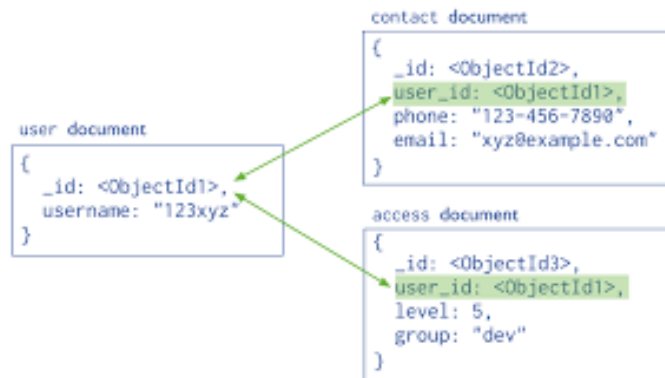 contact document
{
_id: <ObjectId2>,
user_id: <ObjectId1>,
phone: "123-456-7890",
email: "xyz@example.com"
}
user document
{
_id: <ObjectId1>,
username: "123xyz"
}
access document
{
_id: <ObjectId3>,
user_id: <ObjectId1>,
level: 5,
group: "dev"
}